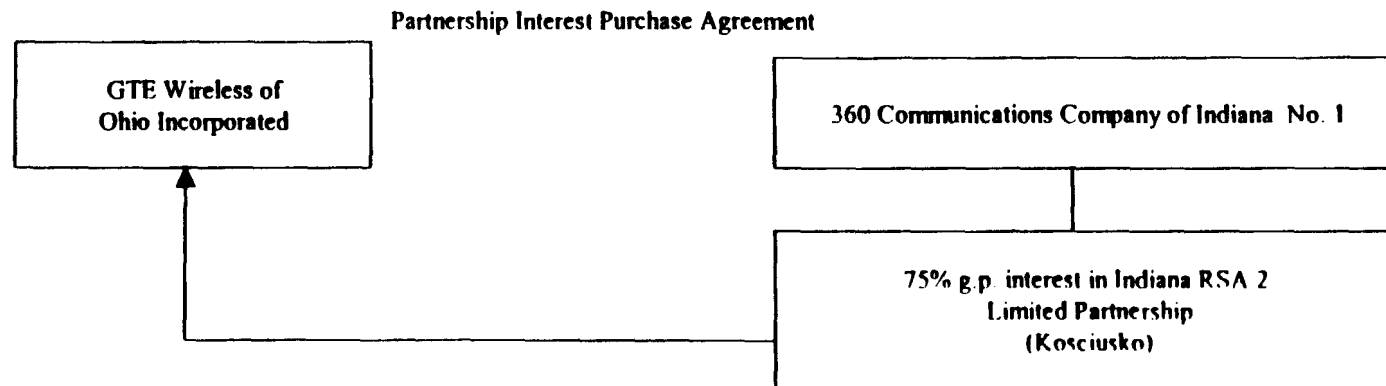 Partnership Interest Purchase Agreement
GTE Wireless of
Ohio Incorporated
360 Communications Company of Indiana No. 1
75% g.p. interest in Indiana RSA 2
Limited Partnership
(Kosciusko)